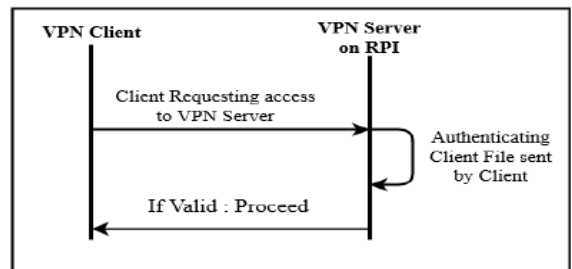 VPN Client
VPN Server
on RPI
Client Requesting access
to VPN Server
Authenticating
Client File sent
by Client
If Valid : Proceed